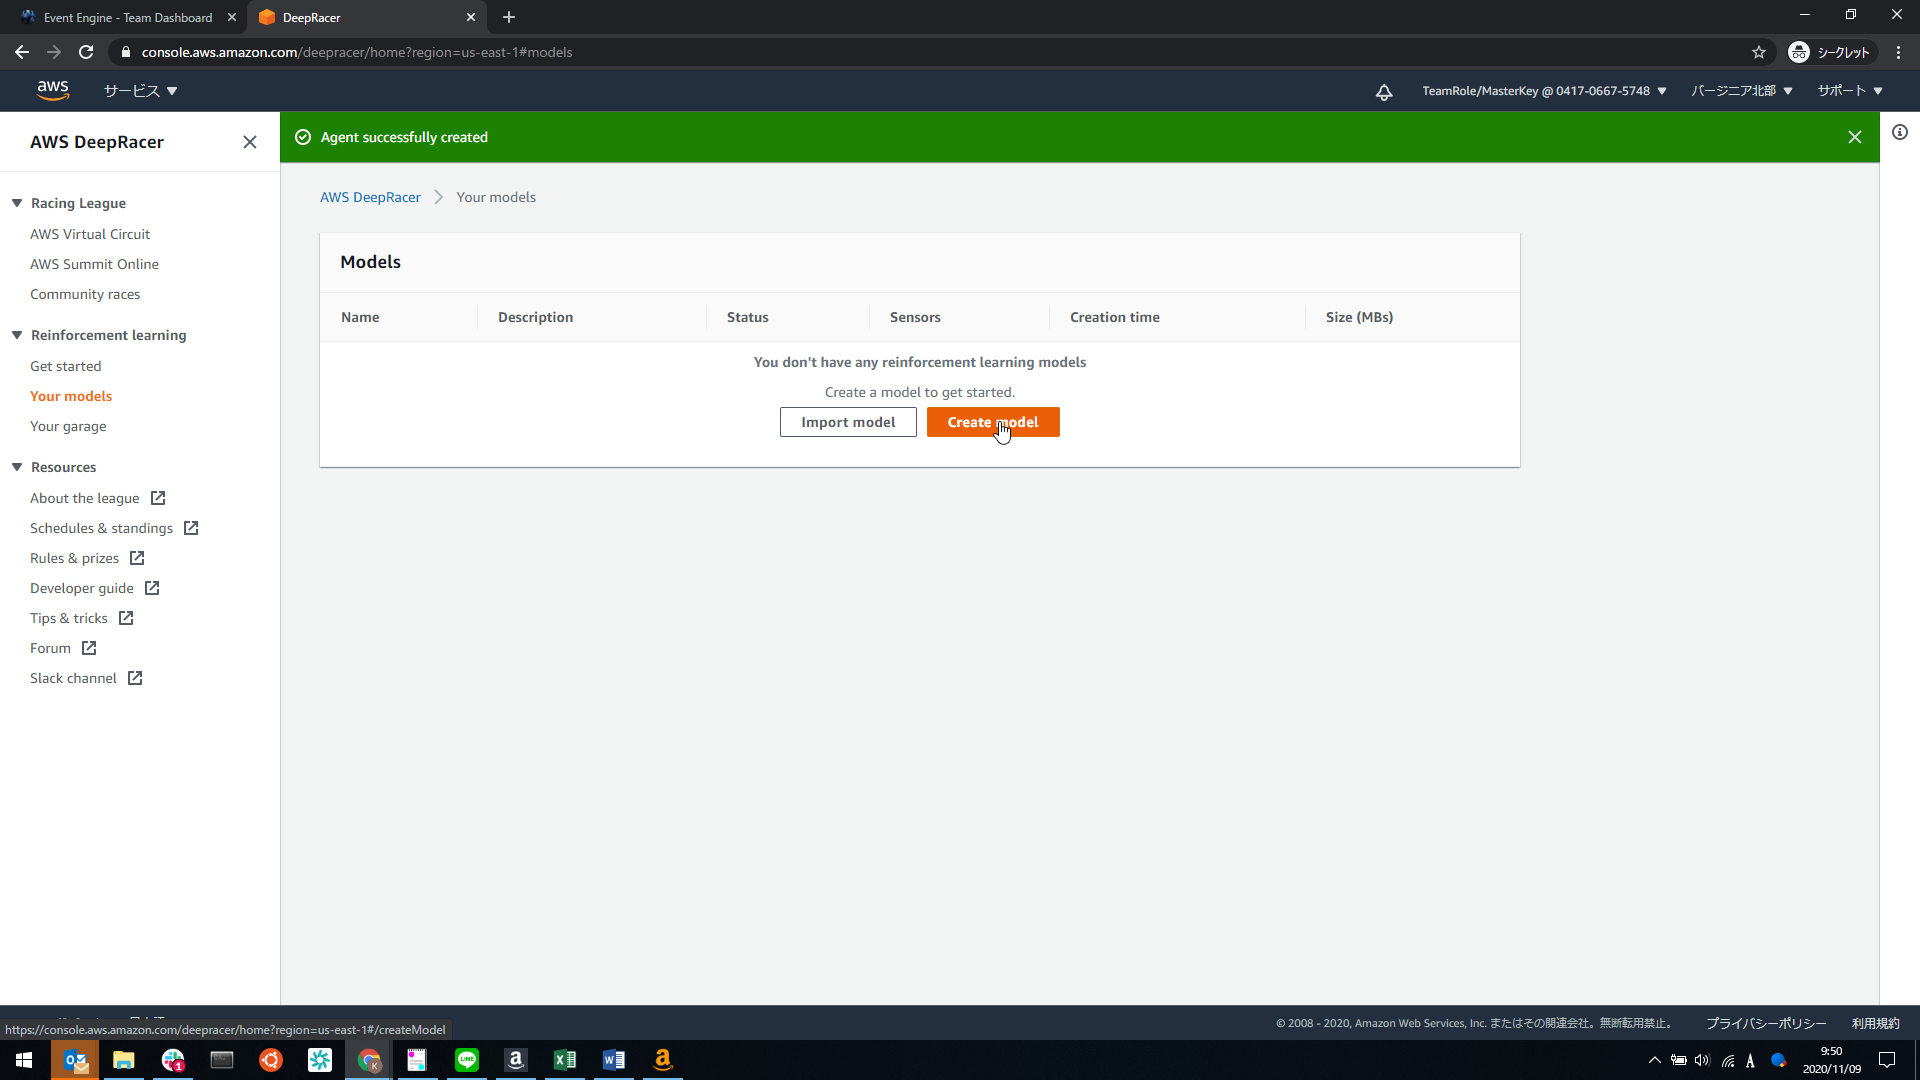 Event Engine - Team Dashboard
DeepRacer
console.aws.amazon.com/deepracer/home?region=us-east-1#models
シークレット
aws
サービス
TeamRole/MasterKey @ 0417-0667-5748
バージニア北部
サポート
AWS DeepRacer
Agent successfully created
Racing League
AWS Virtual Circuit
AWS Summit Online
Community races
Reinforcement learning
Get started
Your models
Your garage
Resources
About the league
Schedules & standings
Rules & prizes
Developer guide
Tips & tricks
Forum
Slack channel
AWS DeepRacer
Your models
Models
Name Description Status Sensors Creation time Size (MBs)
You don't have any reinforcement learning models
Create a model to get started.
Import model
Create model
https://console.aws.amazon.com/deepracer/home?region=us-east-1#/createModel
© 2008 - 2020, Amazon Web Services, Inc. またはその関連会社。無断転用禁止。
プライバシーポリシー
利用規約
1
K
LINE
A
9:50
2020/11/09